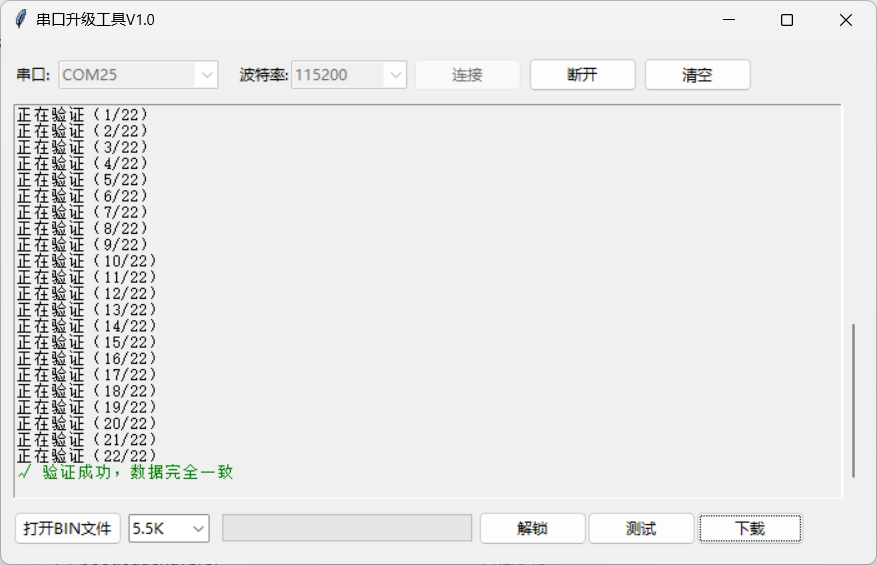 串口升级工具V1.0
串口: COM25 波特率: 115200 连接 断开 清空
正在验证（1/22）
正在验证（2/22）
正在验证（3/22）
正在验证（4/22）
正在验证（5/22）
正在验证（6/22）
正在验证（7/22）
正在验证（8/22）
正在验证（9/22）
正在验证（10/22）
正在验证（11/22）
正在验证（12/22）
正在验证（13/22）
正在验证（14/22）
正在验证（15/22）
正在验证（16/22）
正在验证（17/22）
正在验证（18/22）
正在验证（19/22）
正在验证（20/22）
正在验证（21/22）
正在验证（22/22）
√ 验证成功，数据完全一致
打开BIN文件 5.5K 解锁 测试 下载